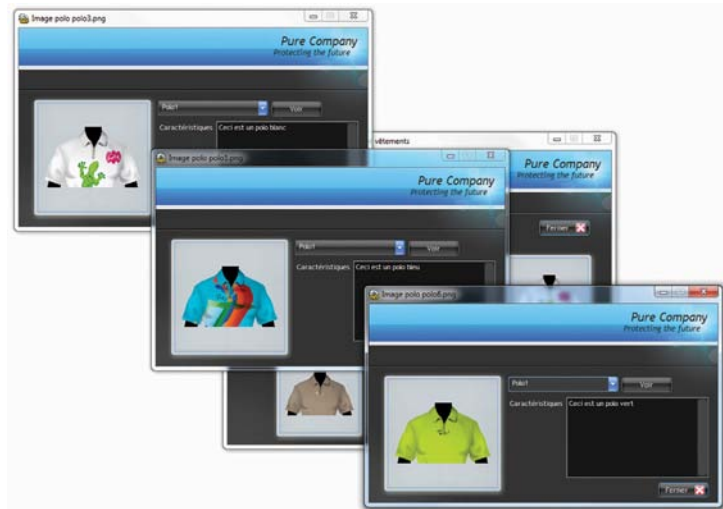 Image polo polo3.png
Pure Company
Protecting the future
Polo1
Voir
Caractéristiques
Ceci est un polo blanc
vêtements
Pure Company
Protecting the future
Fermer
Image polo polo1.png
Pure Company
Protecting the future
Polo1
Voir
Caractéristiques
Ceci est un polo bleu
Image polo polo6.png
Pure Company
Protecting the future
Polo1
Voir
Caractéristiques
Ceci est un polo vert
Fermer